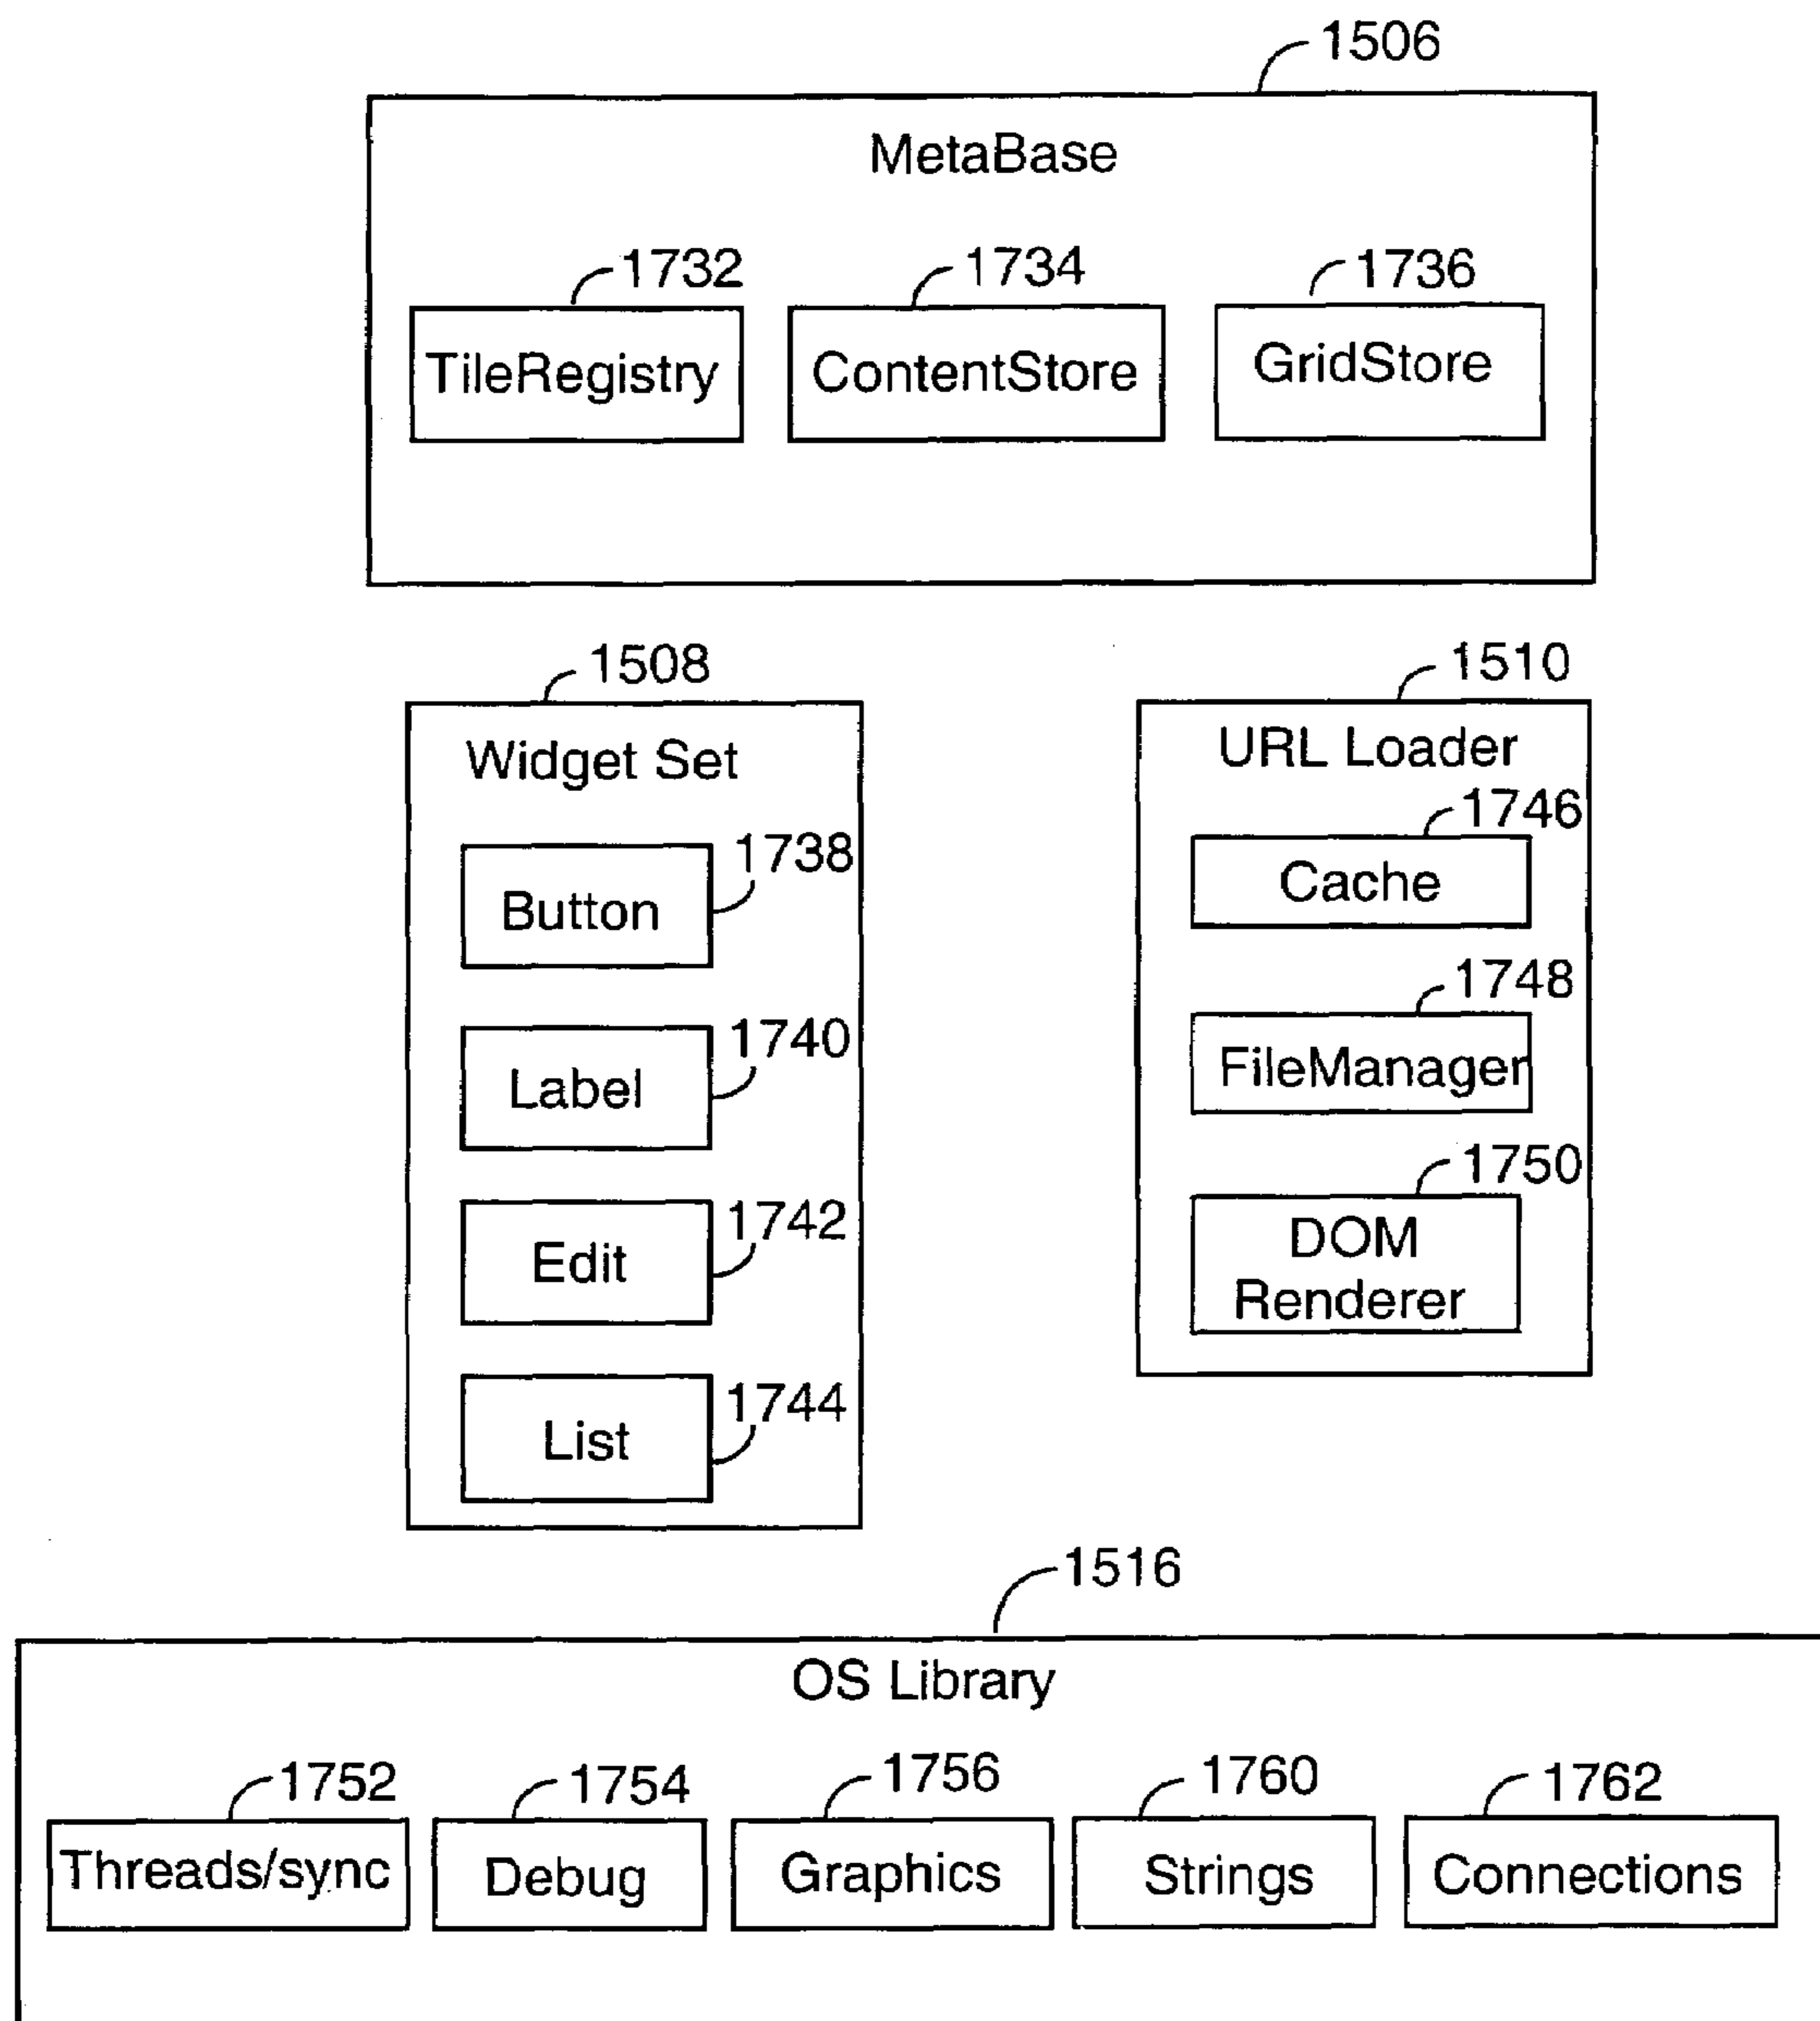 1506
MetaBase
1732
1734
1736
TileRegistry
ContentStore
GridStore
1508
Widget Set
1738
Button
1740
Label
1742
Edit
1744
List
1510
URL Loader
1746
Cache
1748
FileManager
1750
DOM
Renderer
1516
OS Library
1752
1754
1756
1760
1762
Threads/sync
Debug
Graphics
Strings
Connections